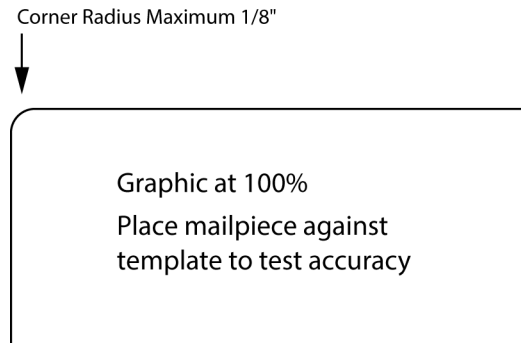 Corner Radius Maximum 1/8"
Graphic at 100%
Place mailpiece against
template to test accuracy